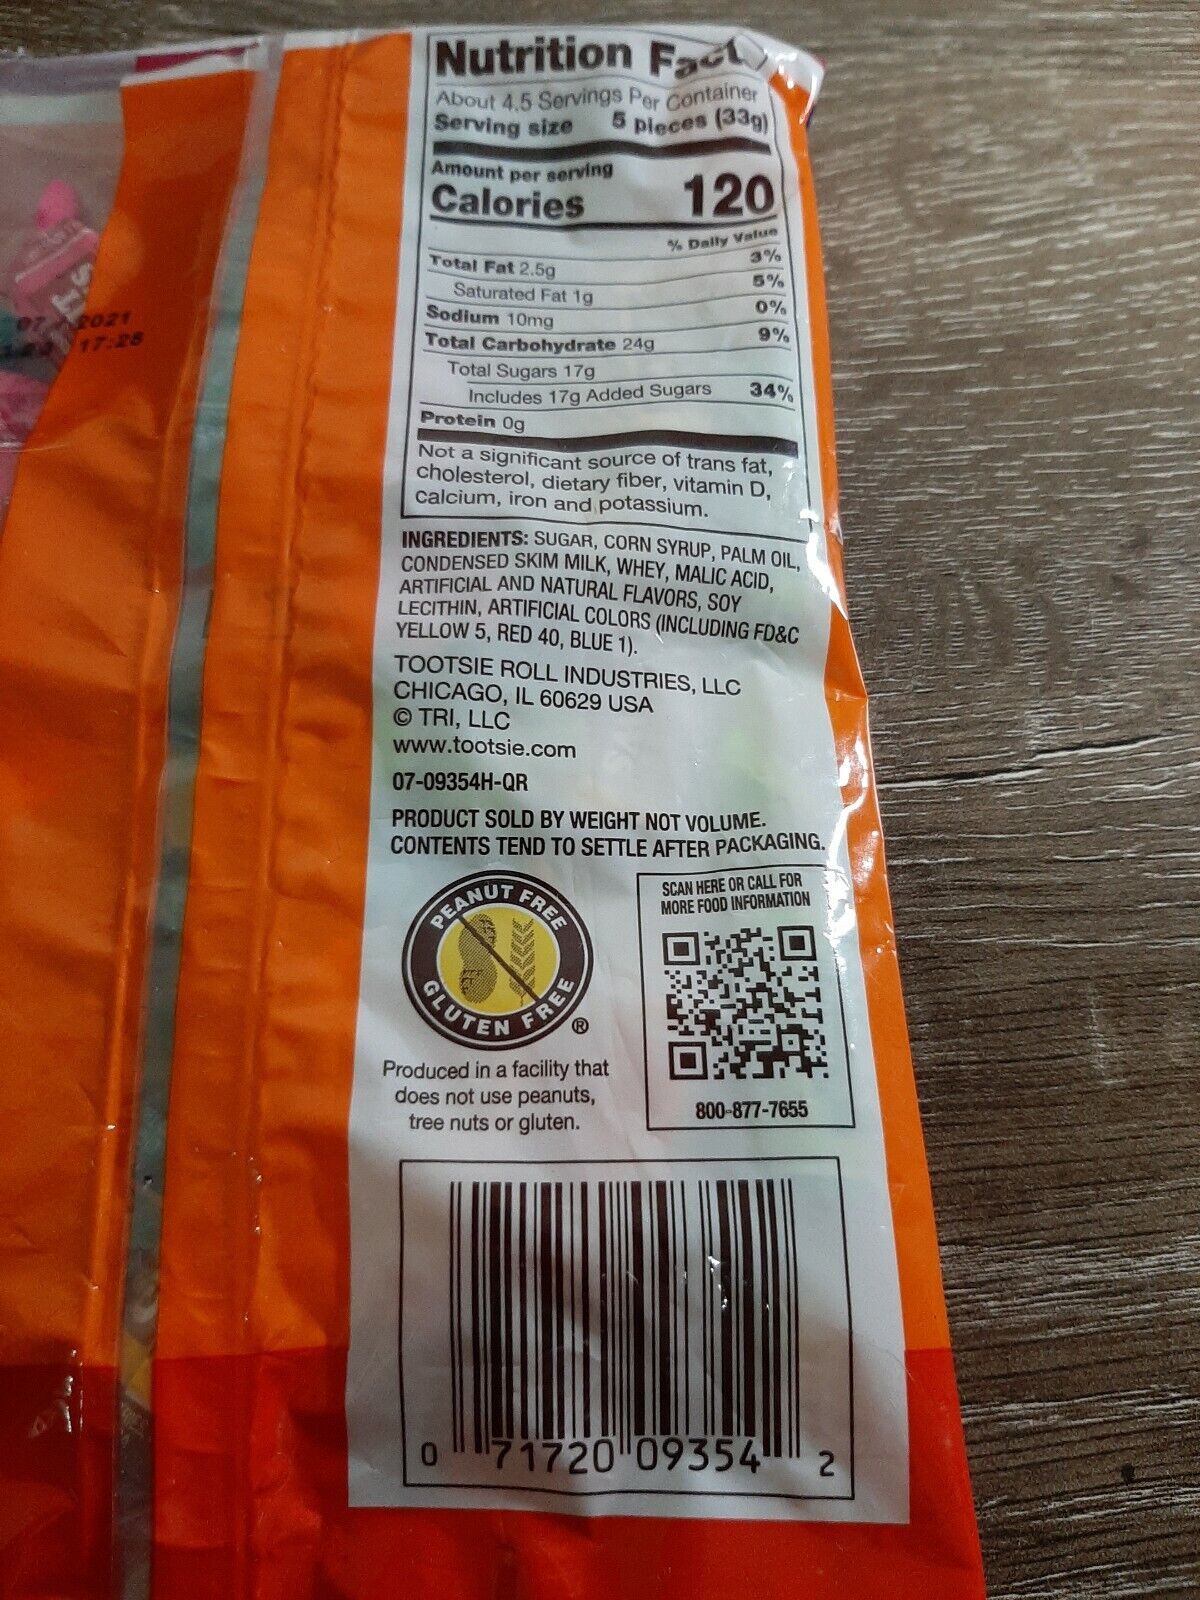 Nutrition Fact
About 4.5 Servings Per Container
Serving size 5 pieces (33g)
Amount per serving
Calories 120
% Daily Value
Total Fat 2.5g 3%
Saturated Fat 1g 5%
Sodium 10mg 0%
Total Carbohydrate 24g 9%
Total Sugars 17g
Includes 17g Added Sugars 34%
Protein 0g
Not a significant source of trans fat,
cholesterol, dietary fiber, vitamin D,
calcium, iron and potassium.
INGREDIENTS: SUGAR, CORN SYRUP, PALM OIL,
CONDENSED SKIM MILK, WHEY, MALIC ACID,
ARTIFICIAL AND NATURAL FLAVORS, SOY
LECITHIN, ARTIFICIAL COLORS (INCLUDING FD&C
YELLOW 5, RED 40, BLUE 1).
TOOTSIE ROLL INDUSTRIES, LLC
CHICAGO, IL 60629 USA
© TRI, LLC
www.tootsie.com
07-09354H-QR
PRODUCT SOLD BY WEIGHT NOT VOLUME.
CONTENTS TEND TO SETTLE AFTER PACKAGING.
PEANUT FREE
GLUTEN FREE
®
Produced in a facility that
does not use peanuts,
tree nuts or gluten.
SCAN HERE OR CALL FOR
MORE FOOD INFORMATION
800-877-7655
0 71720 09354 2
07 2021
17:28